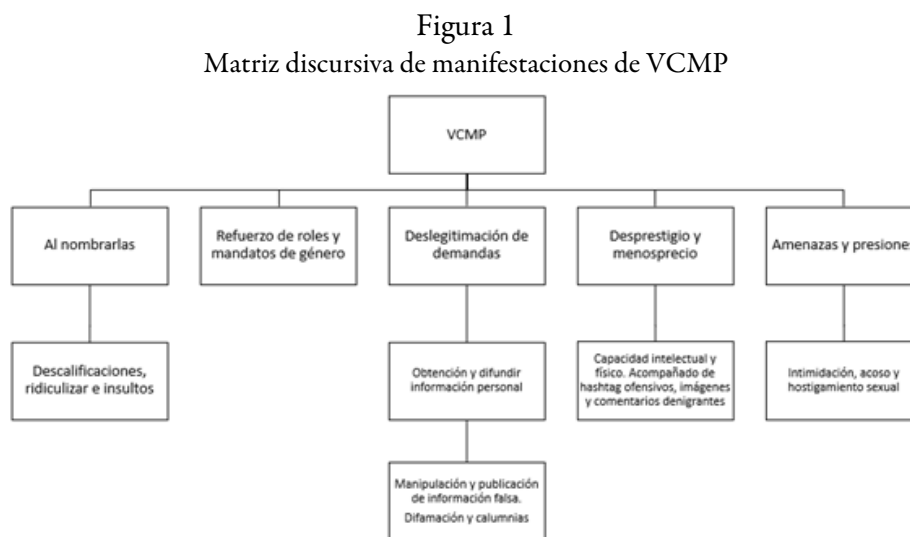 Figura 1
Matriz discursiva de manifestaciones de VCMP
VCMP
Al nombrarlas
Refuerzo de roles y
mandatos de género
Deslegitimación de
demandas
Desprestigio y
menosprecio
Amenazas y presiones
Descalificaciones,
ridiculizar e insultos
Obtención y difundir
información personal
Capacidad intelectual y
físico. Acompañado de
hashtag ofensivos, imágenes
y comentarios denigrantes
Intimidación, acoso y
hostigamiento sexual
Manipulación y publicación
de información falsa.
Difamación y calumnias